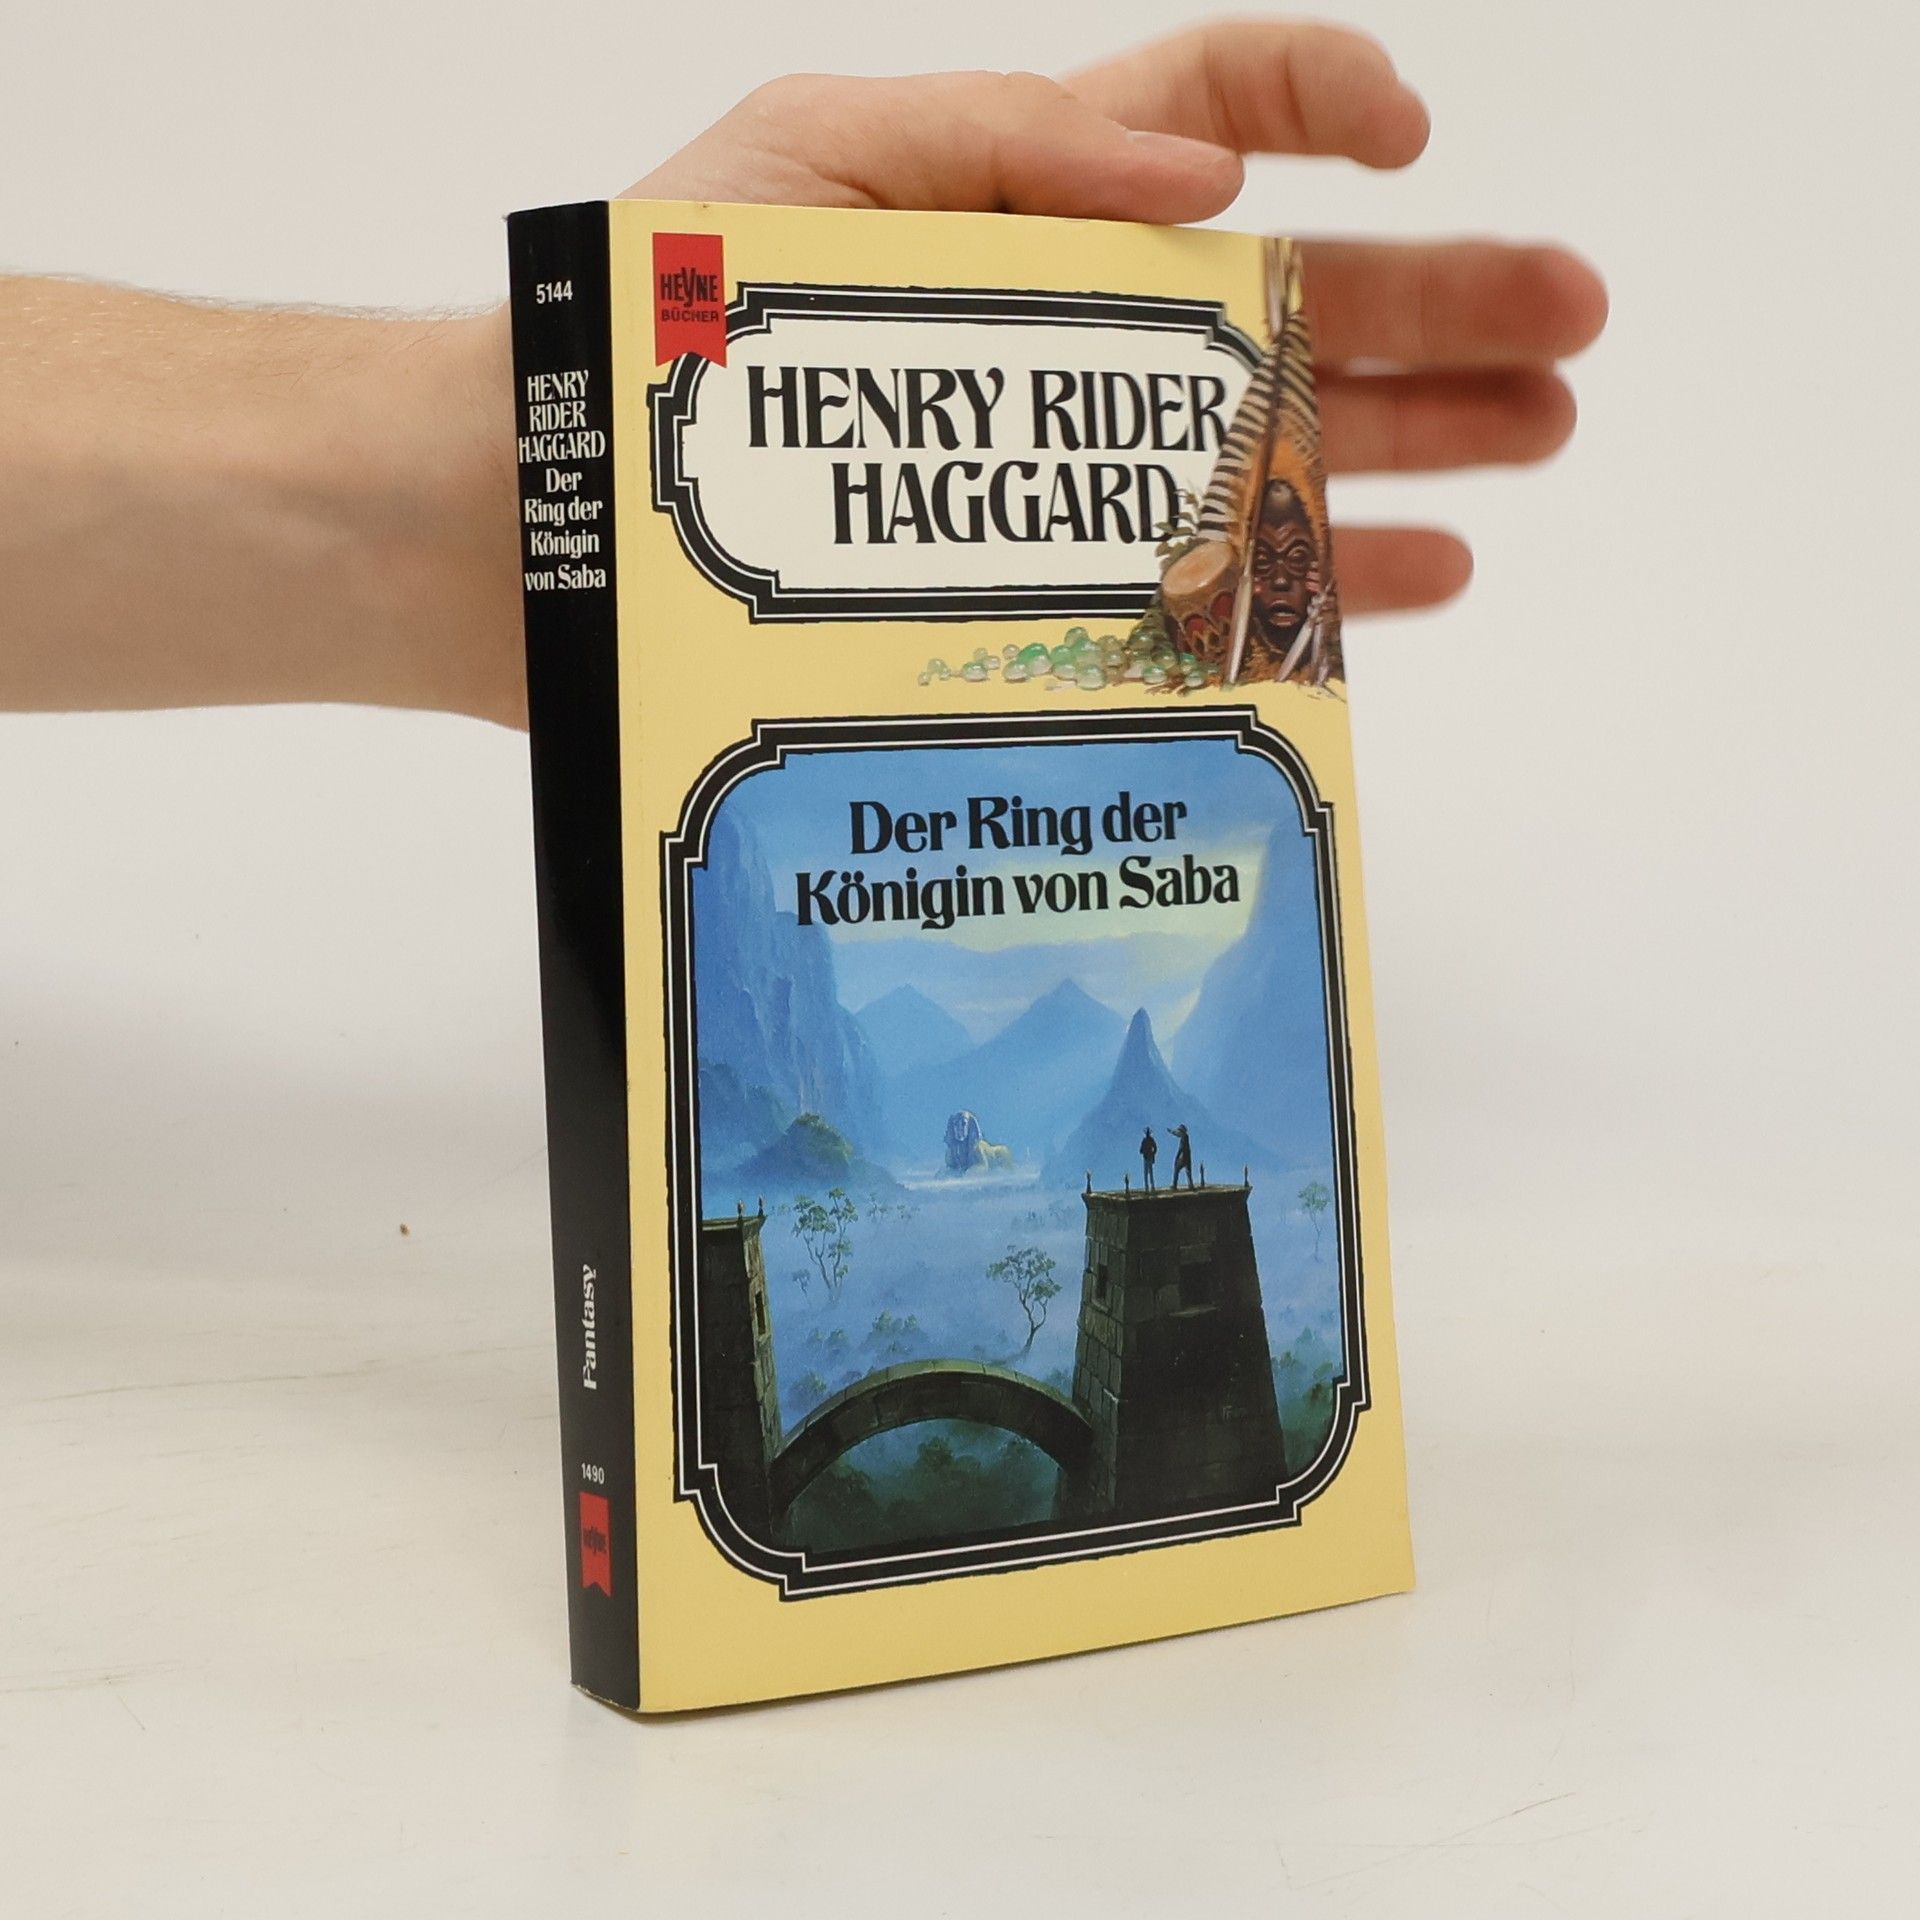 5144
HENRY
RIDER
HAGGARD
Der
Ring der
Königin
von Saba
Fantasy
1490
HEYNE
HEYNE
BÜCHER
HENRY RIDER
HAGGARD
Der Ring der
Königin von Saba